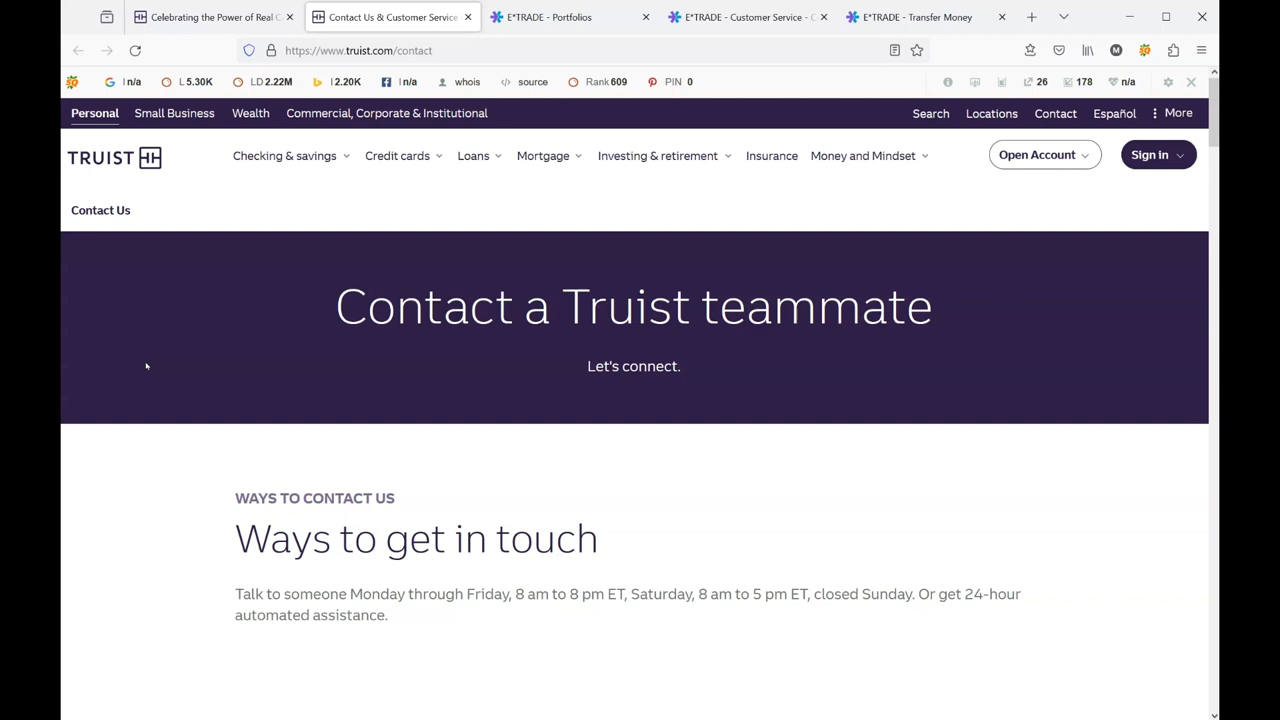 Celebrating the Power of Real C
Contact Us & Customer Service
E*TRADE - Portfolios
E*TRADE - Customer Service - C
E*TRADE - Transfer Money
https://www.truist.com/contact
I n/a
L 5.30K
LD 2.22M
I 2.20K
I n/a
whois
source
Rank 609
PIN 0
26
178
n/a
Personal
Small Business
Wealth
Commercial, Corporate & Institutional
Search
Locations
Contact
Español
More
TRUIST
Checking & savings
Credit cards
Loans
Mortgage
Investing & retirement
Insurance
Money and Mindset
Open Account
Sign in
Contact Us
Contact a Truist teammate
Let's connect.
WAYS TO CONTACT US
Ways to get in touch
Talk to someone Monday through Friday, 8 am to 8 pm ET, Saturday, 8 am to 5 pm ET, closed Sunday. Or get 24-hour
automated assistance.